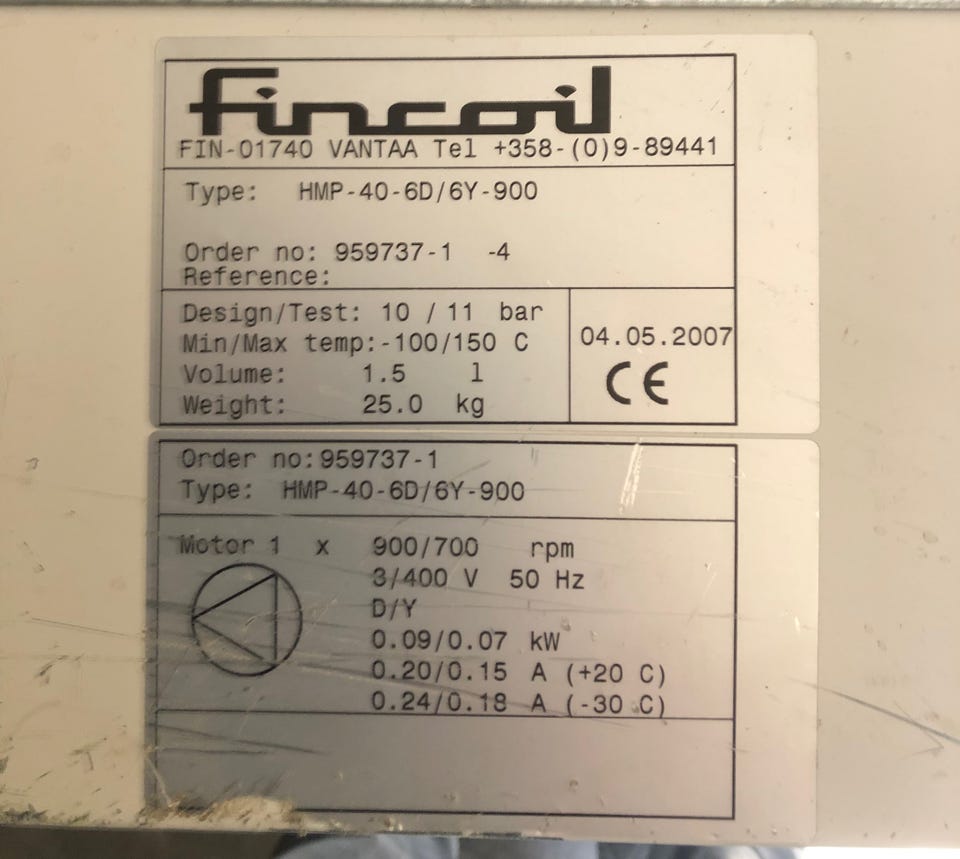 fincoil
FIN-01740 VANTAA Tel +358-(0)9-89441
Type: HMP-40-6D/6Y-900
Order no: 959737-1 -4
Reference:
Design/Test: 10 / 11 bar
Min/Max temp:-100/150 C
Volume: 1.5 l
Weight: 25.0 kg
04.05.2007
CE
Order no:959737-1
Type: HMP-40-6D/6Y-900
Motor 1 x 900/700 rpm
3/400 V 50 Hz
D/Y
0.09/0.07 kW
0.20/0.15 A (+20 C)
0.24/0.18 A (-30 C)